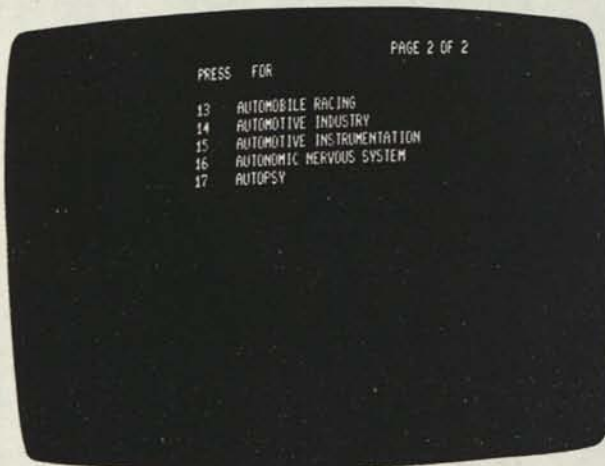 PAGE 2 OF 2
PRESS FOR
13 AUTOMOBILE RACING
14 AUTOMOTIVE INDUSTRY
15 AUTOMOTIVE INSTRUMENTATION
16 AUTONOMIC NERVOUS SYSTEM
17 AUTOPSY